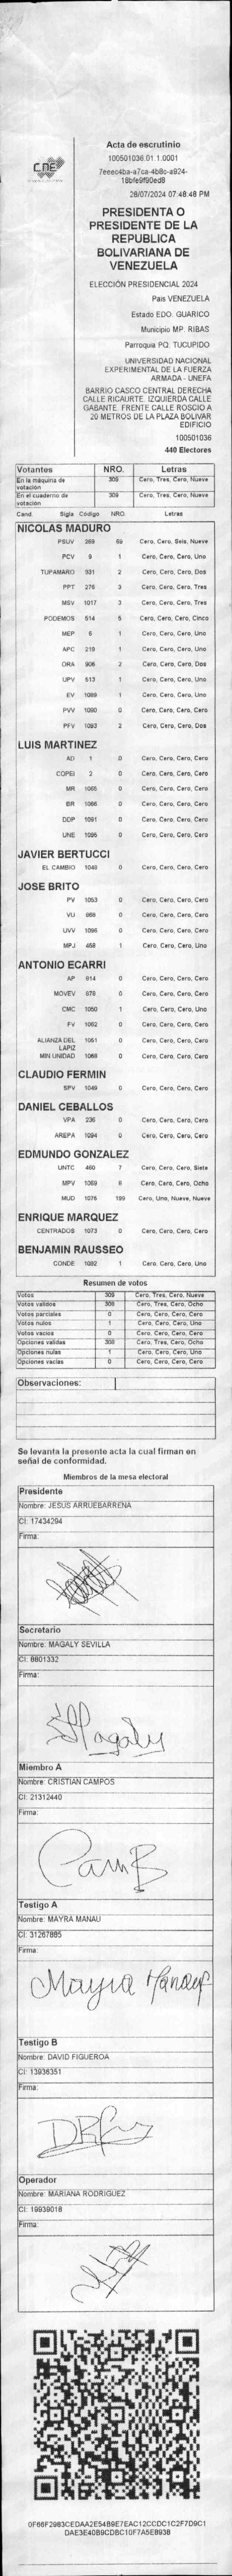 CNE
Acta de escrutinio
100501036.01.1.0001
28/07/2024 07:48:48 PM
PRESIDENTA O
PRESIDENTE DE LA
REPUBLICA
BOLIVARIANA DE
VENEZUELA
ELECCIÓN PRESIDENCIAL 2024
Pais VENEZUELA
Estado EDO. GUARICO
Municipio MP. RIBAS
Parroquia PQ. TUCUPIDO
UNIVERSIDAD NACIONAL
EXPERIMENTAL DE LA FUERZA
ARMADA - UNEFA
BARRIO CASCO CENTRAL DERECHA
CALLE RICAURTE. IZQUIERDA CALLE
GABANTE. FRENTE CALLE ROSCIO A
20 METROS DE LA PLAZA BOLIVAR
EDIFICIO
100501036
440 Electores
Votantes NRO. Letras
En la máquina de votación 309 Cero, Tres, Cero, Nueve
En el cuaderno de votación 309 Cero, Tres, Cero, Nueve
Cand. Sigla Código NRO. Letras
NICOLAS MADURO
PSUV 269 69 Cero, Cero, Seis, Nueve
PCV 1 Cero, Cero, Cero, Uno
TUPAMARO 931 2 Cero, Cero, Cero, Dos
PPT 276 3 Cero, Cero, Cero, Tres
MSV 1017 3 Cero, Cero, Cero, Tres
PODEMOS 514 5 Cero, Cero, Cero, Cinco
MEP 6 1 Cero, Cero, Cero, Uno
APC 219 1 Cero, Cero, Cero, Uno
ORA 906 2 Cero, Cero, Cero, Dos
UPV 513 1 Cero, Cero, Cero, Uno
EV 1089 1 Cero, Cero, Cero, Uno
PVV 1090 0 Cero, Cero, Cero, Cero
PFV 1093 2 Cero, Cero, Cero, Dos
LUIS MARTINEZ
AD 1 0 Cero, Cero, Cero, Cero
COPEI 2 0 Cero, Cero, Cero, Cero
MR 1065 0 Cero, Cero, Cero, Cero
BR 1066 0 Cero, Cero, Cero, Cero
DDP 1091 0 Cero, Cero, Cero, Cero
UNE 1095 0 Cero, Cero, Cero, Cero
JAVIER BERTUCCI
EL CAMBIO 1048 0 Cero, Cero, Cero, Cero
JOSE BRITO
PV 1053 0 Cero, Cero, Cero, Cero
VU 968 0 Cero, Cero, Cero, Cero
UVV 1096 0 Cero, Cero, Cero, Cero
MPJ 458 1 Cero, Cero, Cero, Uno
ANTONIO ECARRI
AP 914 0 Cero, Cero, Cero, Cero
MOVEV 979 0 Cero, Cero, Cero, Cero
CMC 1050 1 Cero, Cero, Cero, Uno
FV 1082 0 Cero, Cero, Cero, Cero
ALIANZA DEL LAPIZ 1051 0 Cero, Cero, Cero, Cero
MIN UNIDAD 1068 0 Cero, Cero, Cero, Cero
CLAUDIO FERMIN
SPV 1049 0 Cero, Cero, Cero, Cero
DANIEL CEBALLOS
VPA 236 0 Cero, Cero, Cero, Cero
AREPA 1094 0 Cero, Cero, Cero, Cero
EDMUNDO GONZALEZ
UNTC 460 7 Cero, Cero, Cero, Siete
MPV 1069 8 Cero, Cero, Cero, Ocho
MUD 1076 199 Cero, Uno, Nueve, Nueve
ENRIQUE MARQUEZ
CENTRADOS 1073 0 Cero, Cero, Cero, Cero
BENJAMIN RAUSSEO
CONDE 1092 1 Cero, Cero, Cero, Uno
Resumen de votos
Votos 309 Cero, Tres, Cero, Nueve
Votos validos 308 Cero, Tres, Cero, Ocho
Votos parciales 0 Cero, Cero, Cero, Cero
Votos nulos 1 Cero, Cero, Cero, Uno
Votos vacios 0 Cero, Cero, Cero, Cero
Opciones validas 308 Cero, Tres, Cero, Ocho
Opciones nulas 1 Cero, Cero, Cero, Uno
Opciones vacias 0 Cero, Cero, Cero, Cero
Observaciones:
Se levanta la presente acta la cual firman en
señal de conformidad.
Miembros de la mesa electoral
Presidente
Nombre: JESUS ARRUEBARRENA
CI: 17434294
Firma:
Secretario
Nombre: MAGALY SEVILLA
CI: 8801332
Firma:
Magaly
Miembro A
Nombre: CRISTIAN CAMPOS
CI: 21312440
Firma:
Testigo A
Nombre: MAYRA MANAU
CI: 31267885
Firma:
Mayra Manau
Testigo B
Nombre: DAVID FIGUEROA
CI: 13936351
Firma:
Operador
Nombre: MARIANA RODRIGUEZ
CI: 19939018
Firma:
0F66F2983CEDAA2E54B9E7EAC12CCDC1C2F7D9C1
DAE3E40B9CDBC10F7A5E8938